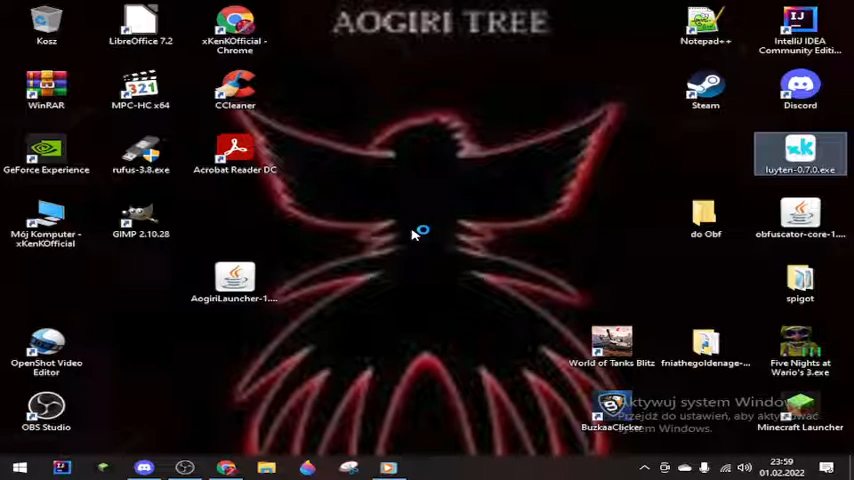 AOGIRI TREE
Kosz
LibreOffice 7.2
xKenKOfficial -
Chrome
Notepad++
IntelliJ IDEA
Community Editi...
WinRAR
MPC-HC x64
CCleaner
Steam
Discord
GeForce Experience
rufus-3.8.exe
Acrobat Reader DC
xk
luyten-0.7.0.exe
Mój Komputer -
xKenKOfficial
GIMP 2.10.28
do Obf
obfuscator-core-1....
AogiriLauncher-1....
spigot
OpenShot Video
Editor
World of Tanks Blitz
fniathegoldenage-...
Five Nights at
Wario's 3.exe
OBS Studio
BuzkaaClicker
Minecraft Launcher
Aktywuj system Windows
Przejdź do ustawień, aby aktywować
system Windows.
23:59
01.02.2022